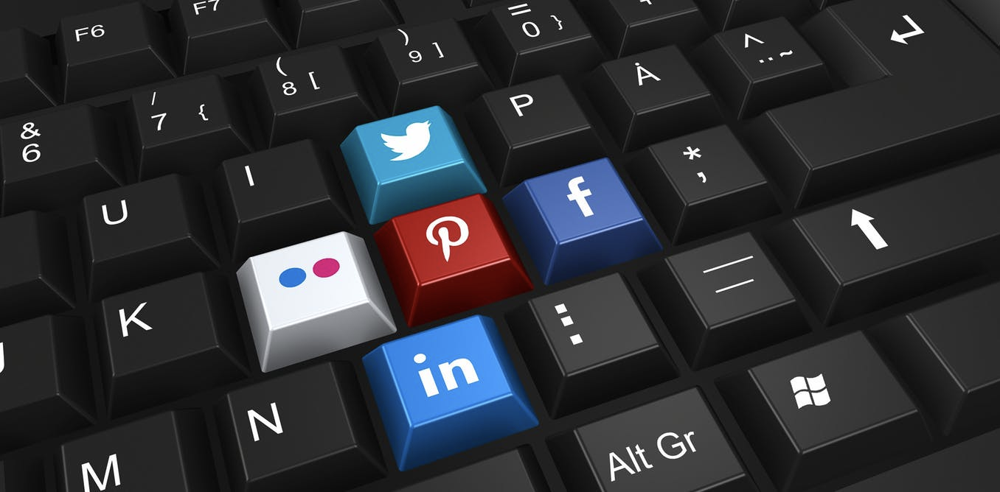 F6
F7
&
6
/
7 {
(
8 [
)
9 ]
=
0 }
^
¨ ~
U
I
P
Å
*
,
f
K
in
N
M
Alt Gr